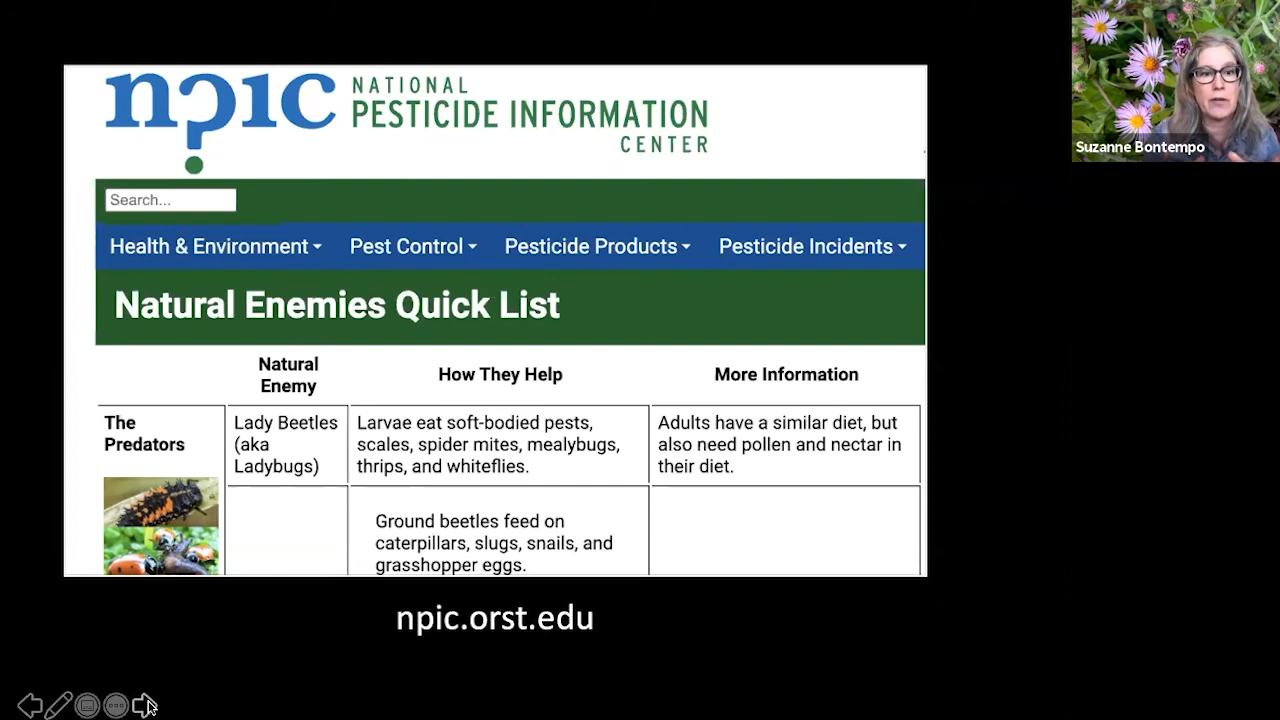 npic NATIONAL
PESTICIDE INFORMATION
CENTER
Suzanne Bontempo
Search...
Health & Environment Pest Control Pesticide Products Pesticide Incidents
Natural Enemies Quick List
Natural
Enemy
How They Help
More Information
The
Predators
Lady Beetles
(aka
Ladybugs)
Larvae eat soft-bodied pests,
scales, spider mites, mealybugs,
thrips, and whiteflies.
Adults have a similar diet, but
also need pollen and nectar in
their diet.
Ground beetles feed on
caterpillars, slugs, snails, and
grasshopper eggs.
npic.orst.edu